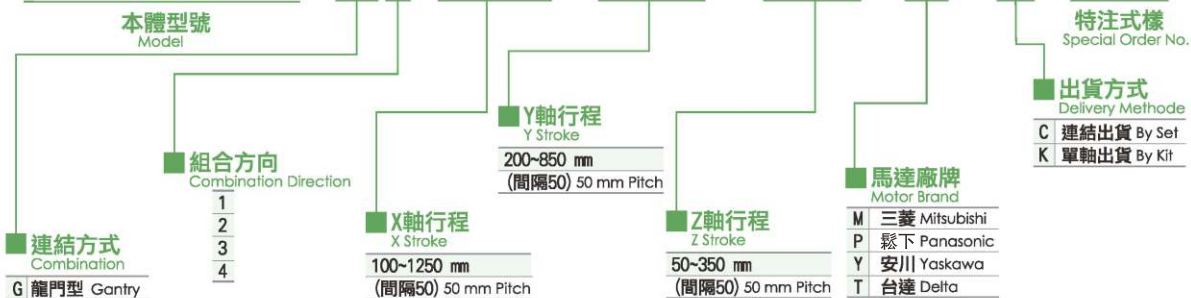 本體型號
Model
特注式樣
Special Order No.
出貨方式
Delivery Methode
C 連結出貨 By Set
K 單軸出貨 By Kit
Y軸行程
Y Stroke
200~850 mm
(間隔50) 50 mm Pitch
組合方向
Combination Direction
1
2
3
4
馬達廠牌
Motor Brand
M 三菱 Mitsubishi
P 鬆下 Panasonic
Y 安川 Yaskawa
T 台達 Delta
X軸行程
X Stroke
100~1250 mm
(間隔50) 50 mm Pitch
Z軸行程
Z Stroke
50~350 mm
(間隔50) 50 mm Pitch
連結方式
Combination
G 龍門型 Gantry